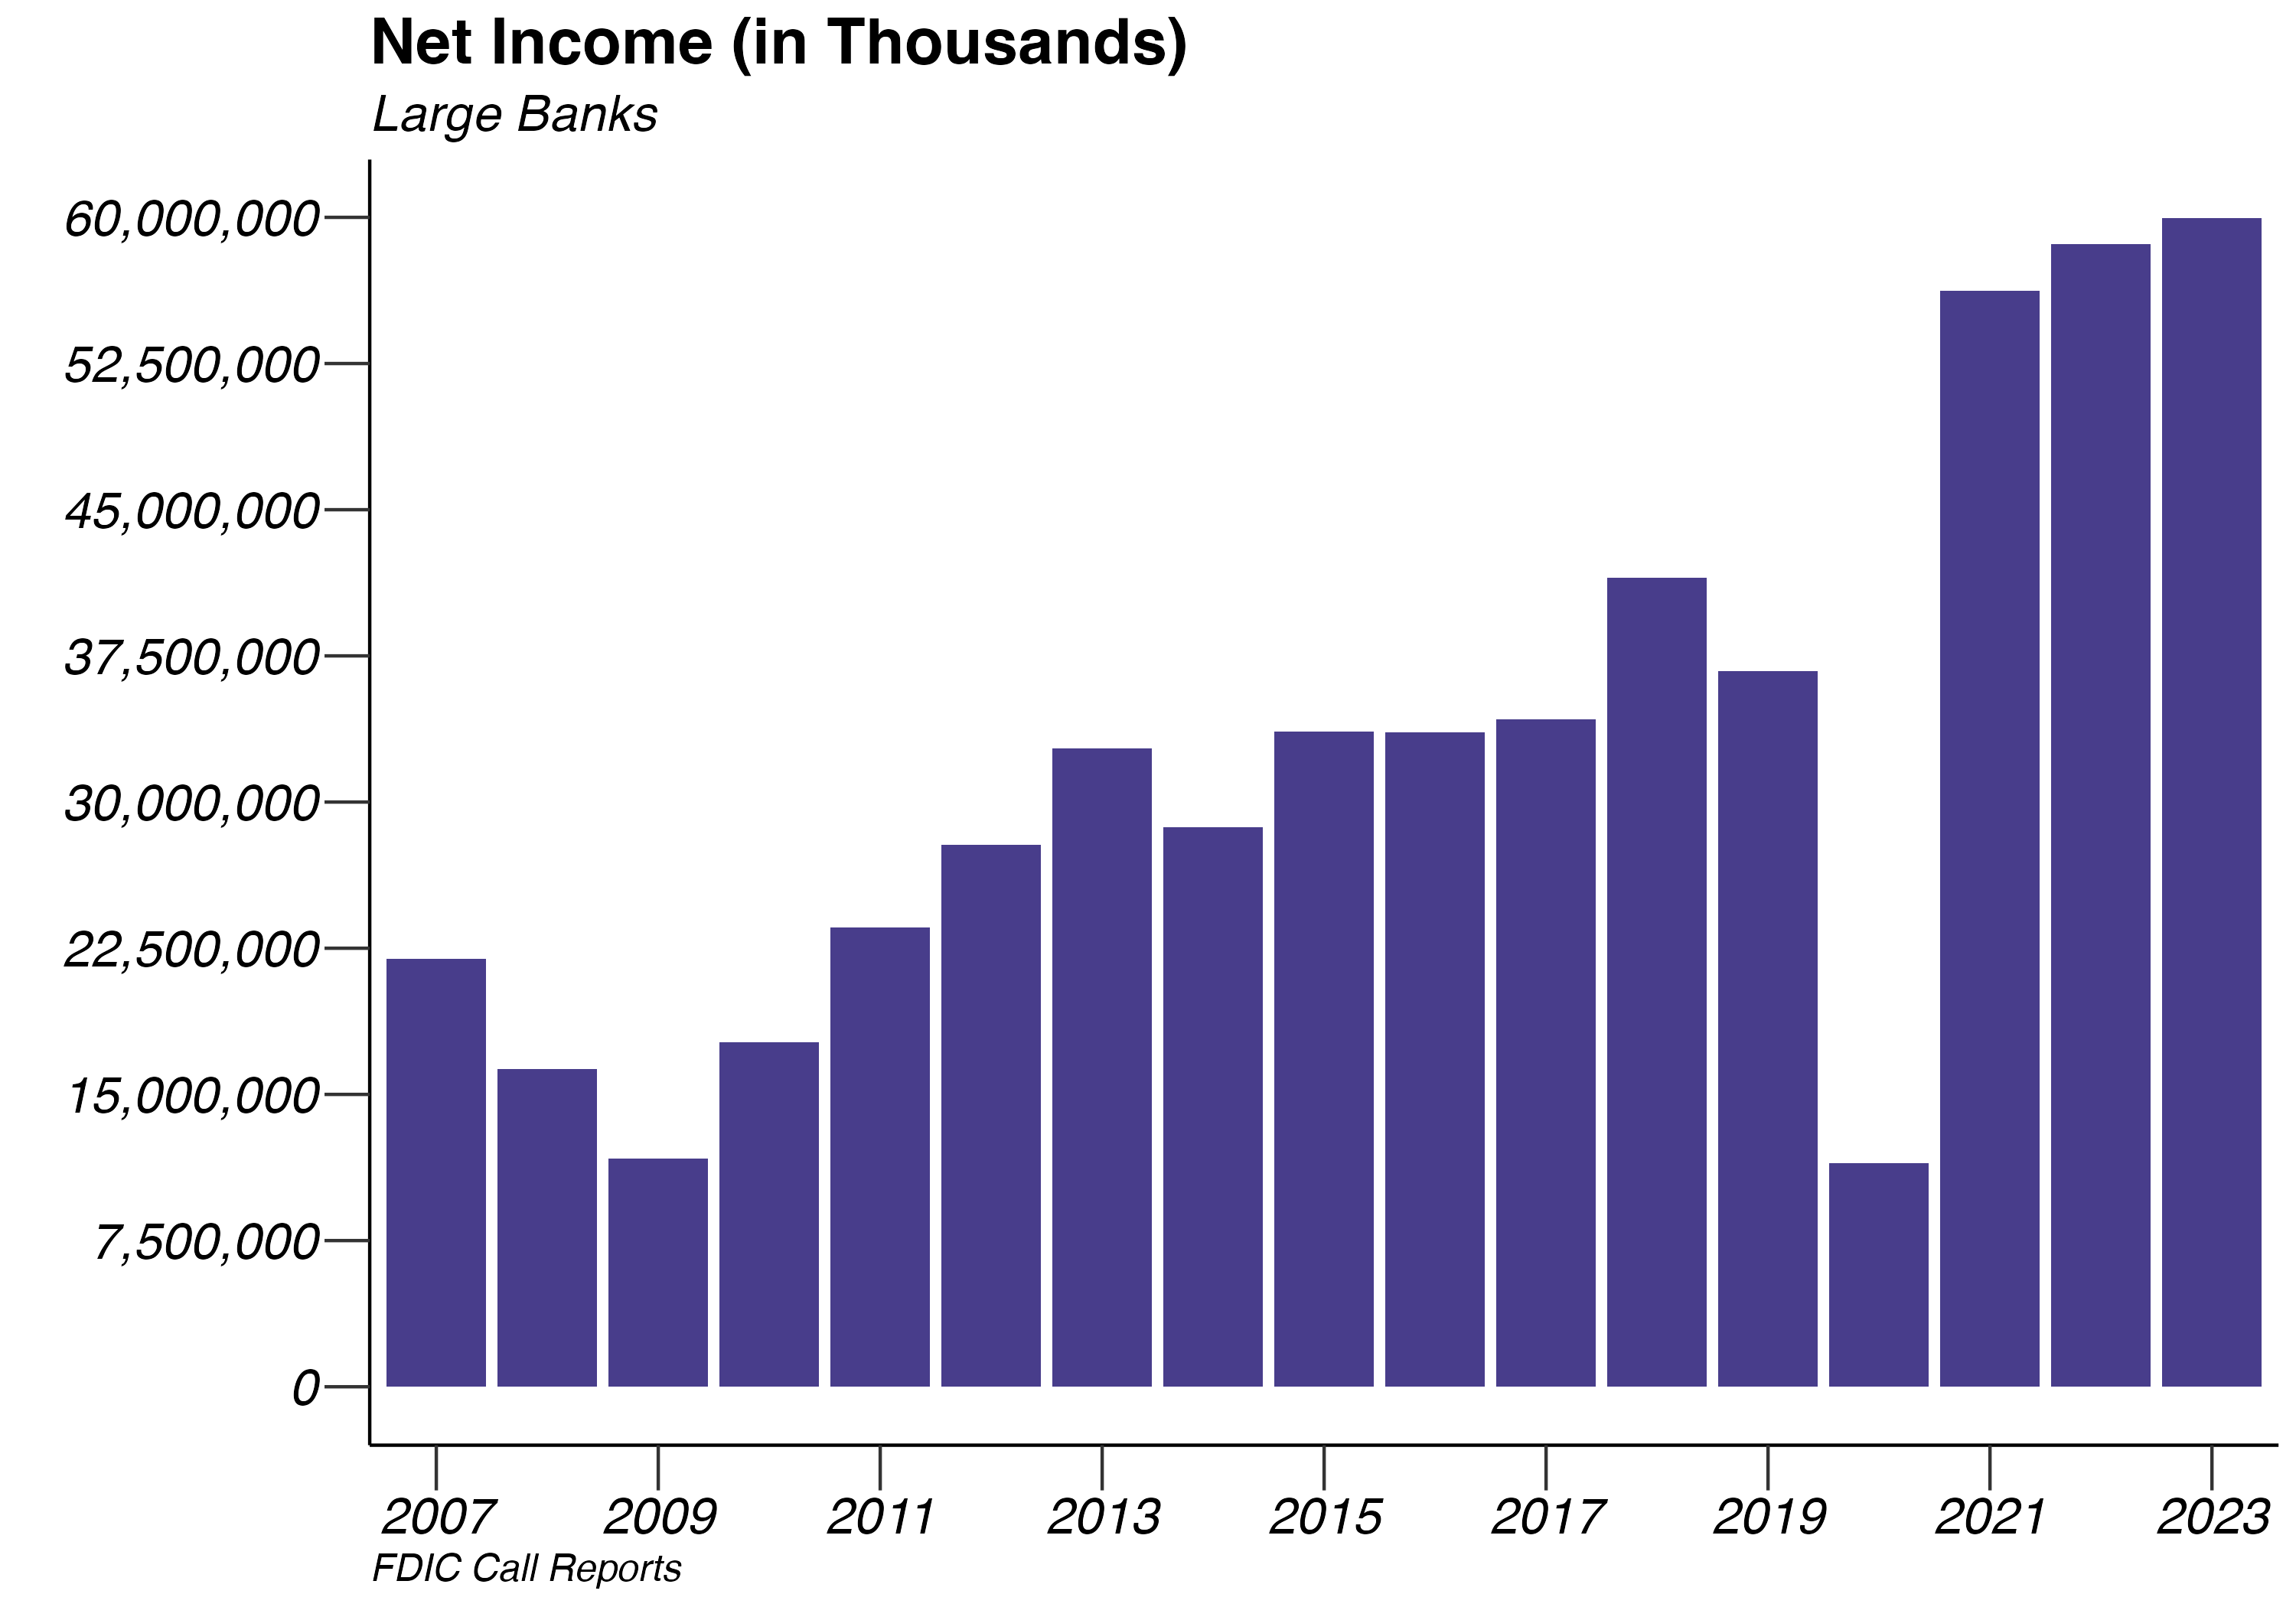 Net Income (in Thousands)
Large Banks
60,000,000
52,500,000
45,000,000
37,500,000
30,000,000
22,500,000
15,000,000
7,500,000
0
2007 2009 2011 2013 2015 2017 2019 2021 2023
FDIC Call Reports